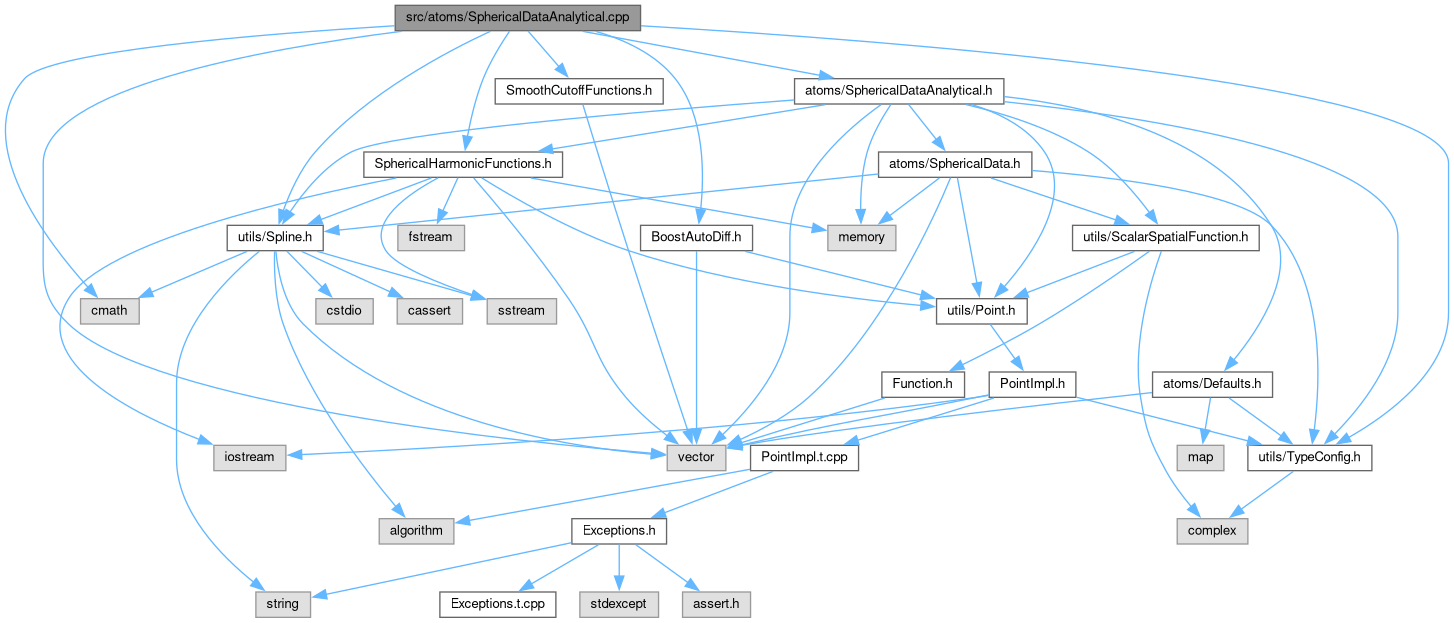 src/atoms/SphericalDataAnalytical.cpp
SmoothCutoffFunctions.h
atoms/SphericalDataAnalytical.h
SphericalHarmonicFunctions.h
atoms/SphericalData.h
utils/Spline.h
fstream
BoostAutoDiff.h
memory
utils/ScalarSpatialFunction.h
cmath
cstdio
cassert
sstream
utils/Point.h
Function.h
PointImpl.h
atoms/Defaults.h
iostream
vector
PointImpl.t.cpp
map
utils/TypeConfig.h
algorithm
Exceptions.h
complex
string
Exceptions.t.cpp
stdexcept
assert.h